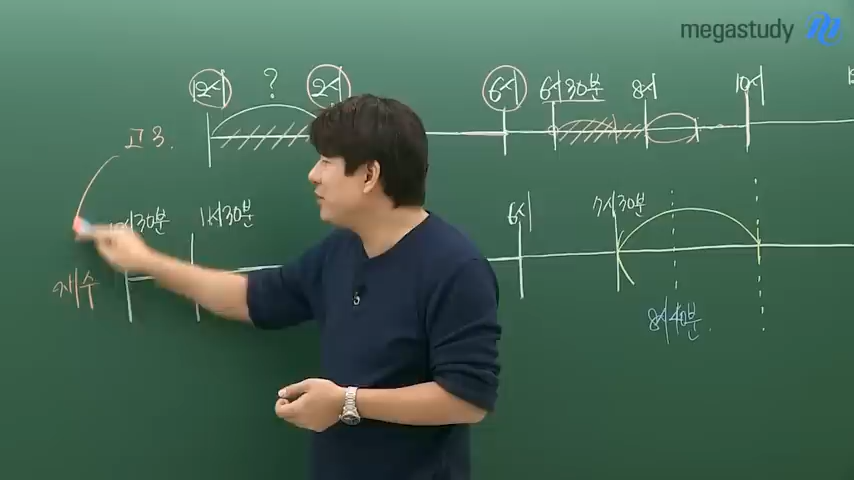 megastudy
12시 ? 2시 6시 6시 30분 8시 10시
고 3.
12시 30분 1시 30분 6시 7시 30분
재수
8시 40분.